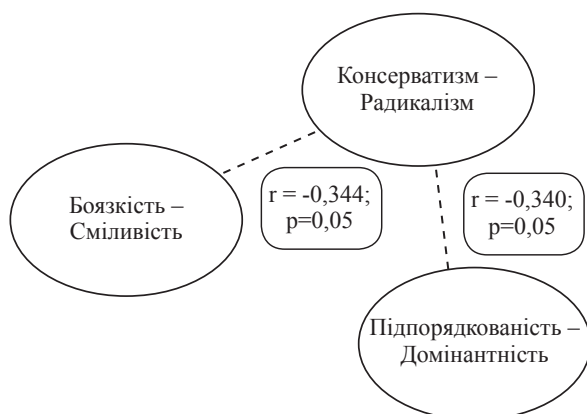 Консерватизм –
Радикалізм
Боязкість –
Сміливість
r = -0,344;
p=0,05
r = -0,340;
p=0,05
Підпорядкованість –
Домінантність